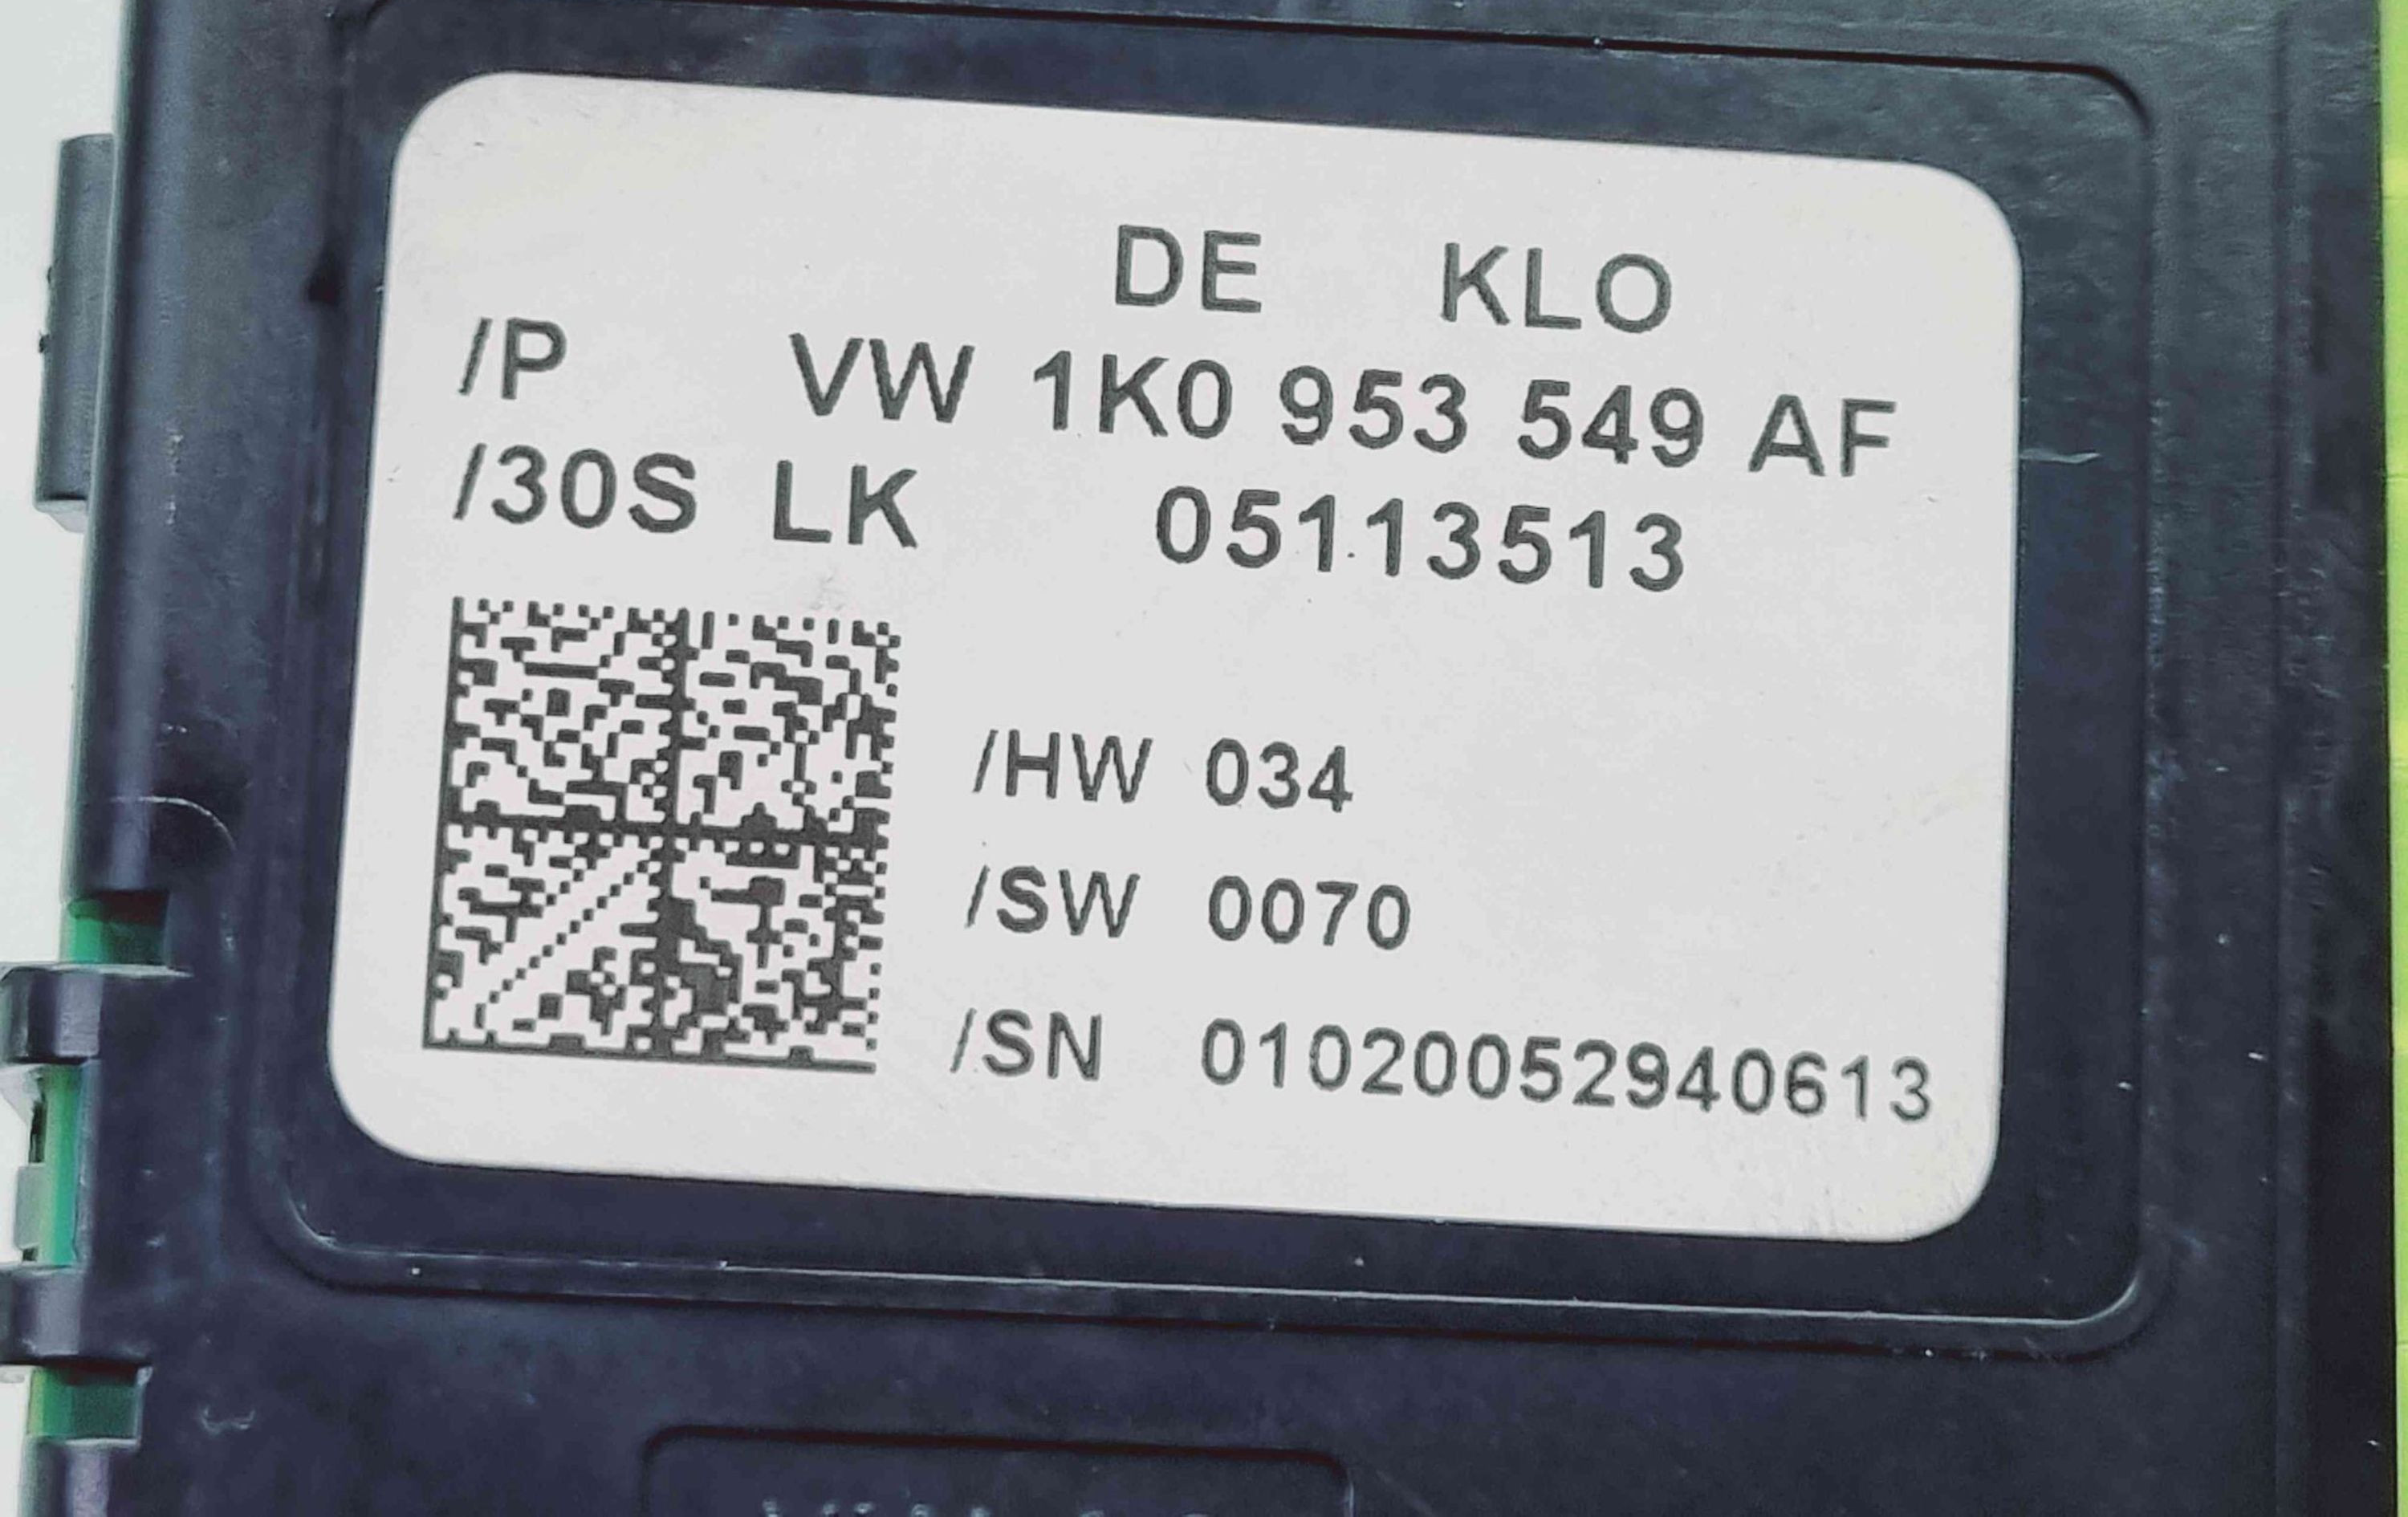 DE KLO
/P VW 1K0 953 549 AF
/30S LK 05113513
/HW 034
/SW 0070
/SN 01020052940613